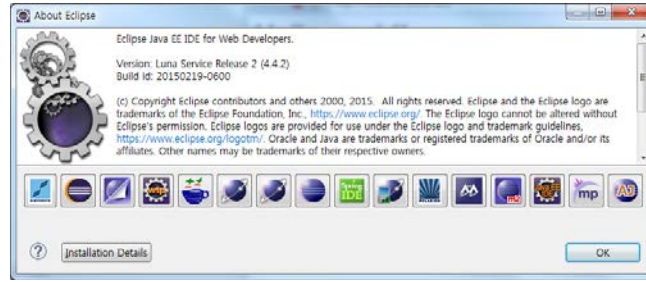 About Eclipse
Eclipse Java EE IDE for Web Developers.
Version: Luna Service Release 2 (4.4.2)
Build id: 20150219-0600
(c) Copyright Eclipse contributors and others 2000, 2015.  All rights reserved. Eclipse and the Eclipse logo are
trademarks of the Eclipse Foundation, Inc., https://www.eclipse.org/. The Eclipse logo cannot be altered without
Eclipse's permission. Eclipse logos are provided for use under the Eclipse logo and trademark guidelines,
https://www.eclipse.org/logotm/. Oracle and Java are trademarks or registered trademarks of Oracle and/or its
affiliates. Other names may be trademarks of their respective owners.
wtp
Spring
IDE
m2
mp
AJ
Installation Details
OK